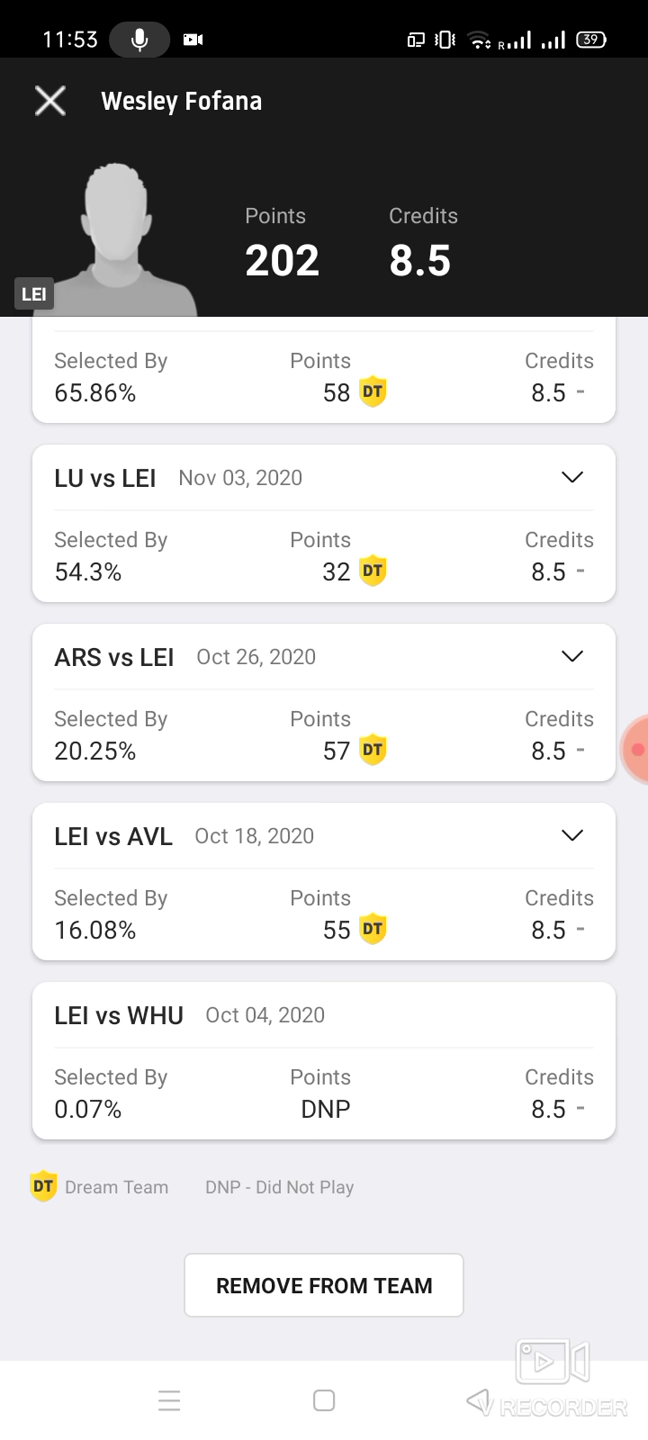 11:53
R
39
Wesley Fofana
Points Credits
202 8.5
LEI
Selected By Points Credits
65.86% 58 DT 8.5 -
LU vs LEI Nov 03, 2020
Selected By Points Credits
54.3% 32 DT 8.5 -
ARS vs LEI Oct 26, 2020
Selected By Points Credits
20.25% 57 DT 8.5 -
LEI vs AVL Oct 18, 2020
Selected By Points Credits
16.08% 55 DT 8.5 -
LEI vs WHU Oct 04, 2020
Selected By Points Credits
0.07% DNP 8.5 -
DT Dream Team DNP - Did Not Play
REMOVE FROM TEAM
V RECORDER